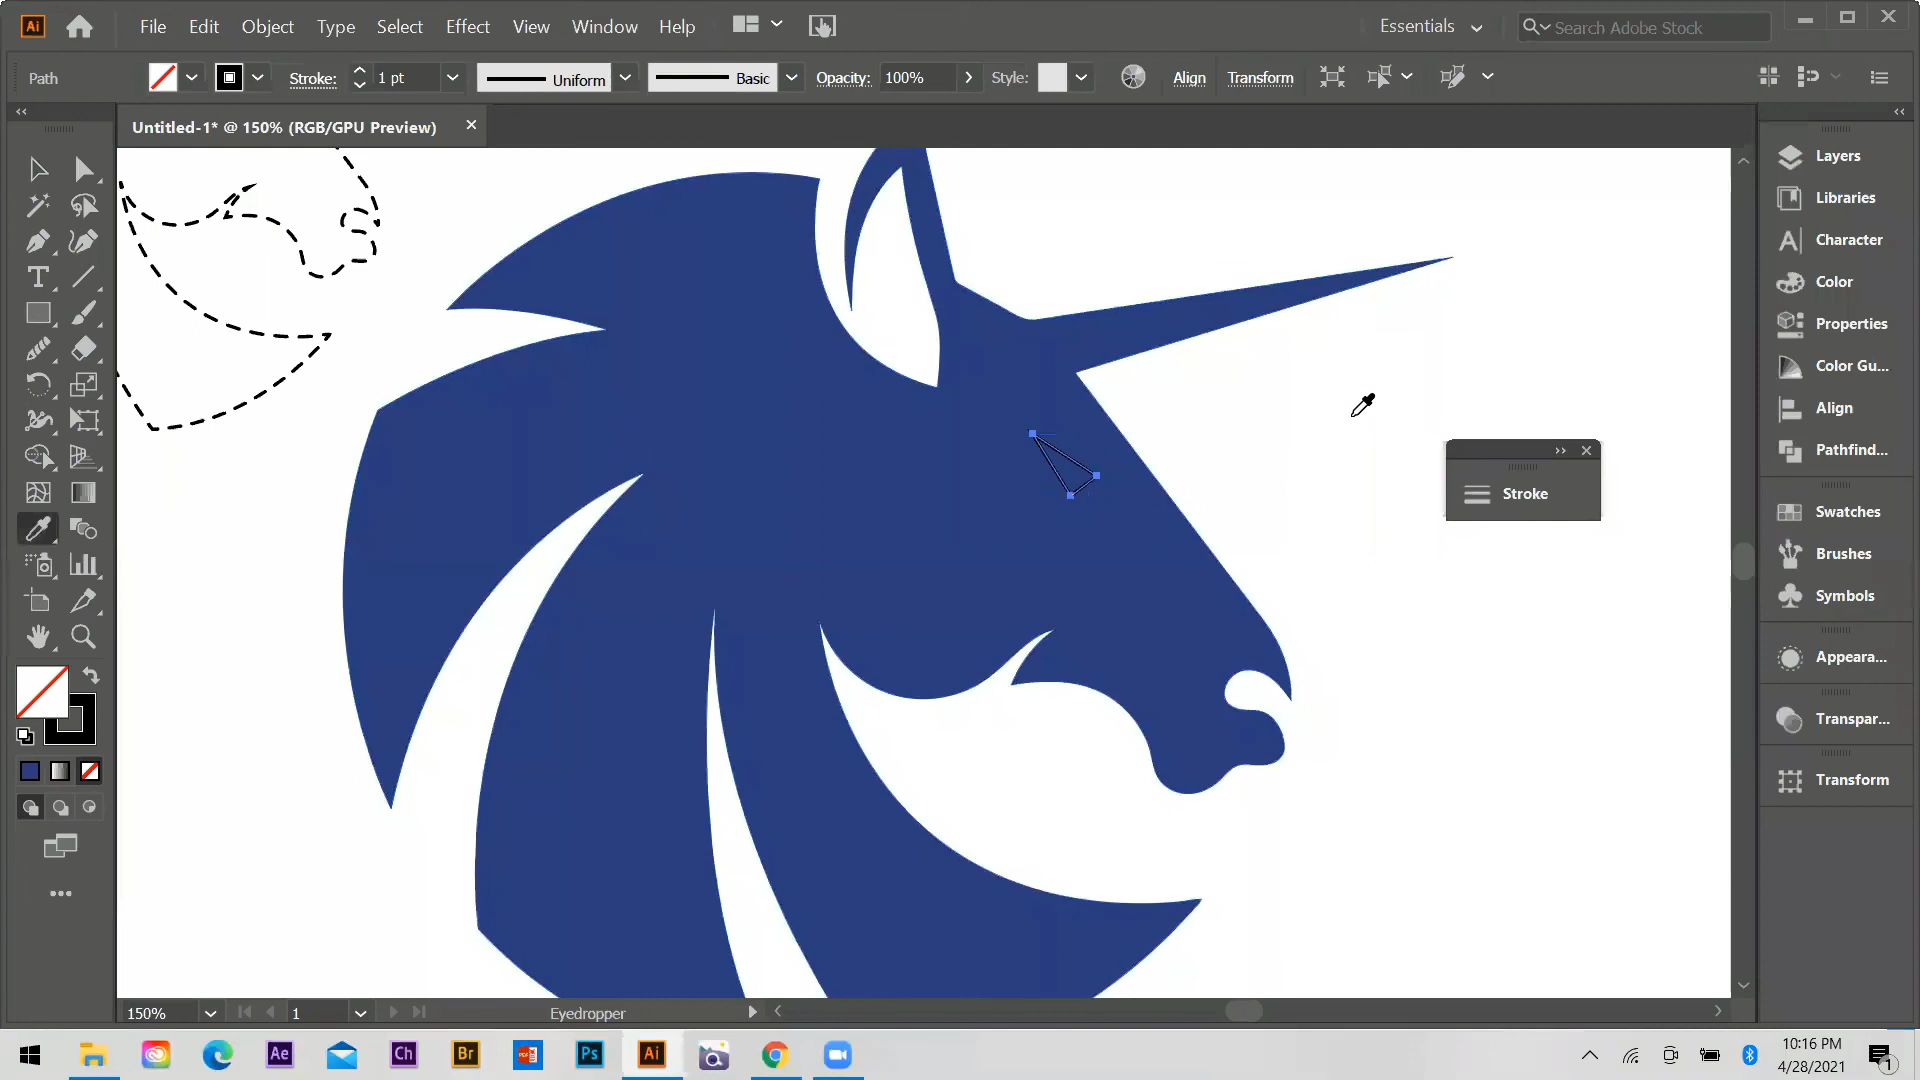 Ai File Edit Object Type Select Effect View Window Help Essentials Search Adobe Stock
Path Stroke: 1 pt Uniform Basic Opacity: 100% Style: Align Transform
Untitled-1* @ 150% (RGB/GPU Preview)
Layers
Libraries
Character
Color
Properties
Color Gu...
Align
Pathfind...
Stroke
Swatches
Brushes
Symbols
Appeara...
Transpar...
Transform
150% 1 Eyedropper
Ae Ch Br PDF Ps Ai
10:16 PM
4/28/2021
1